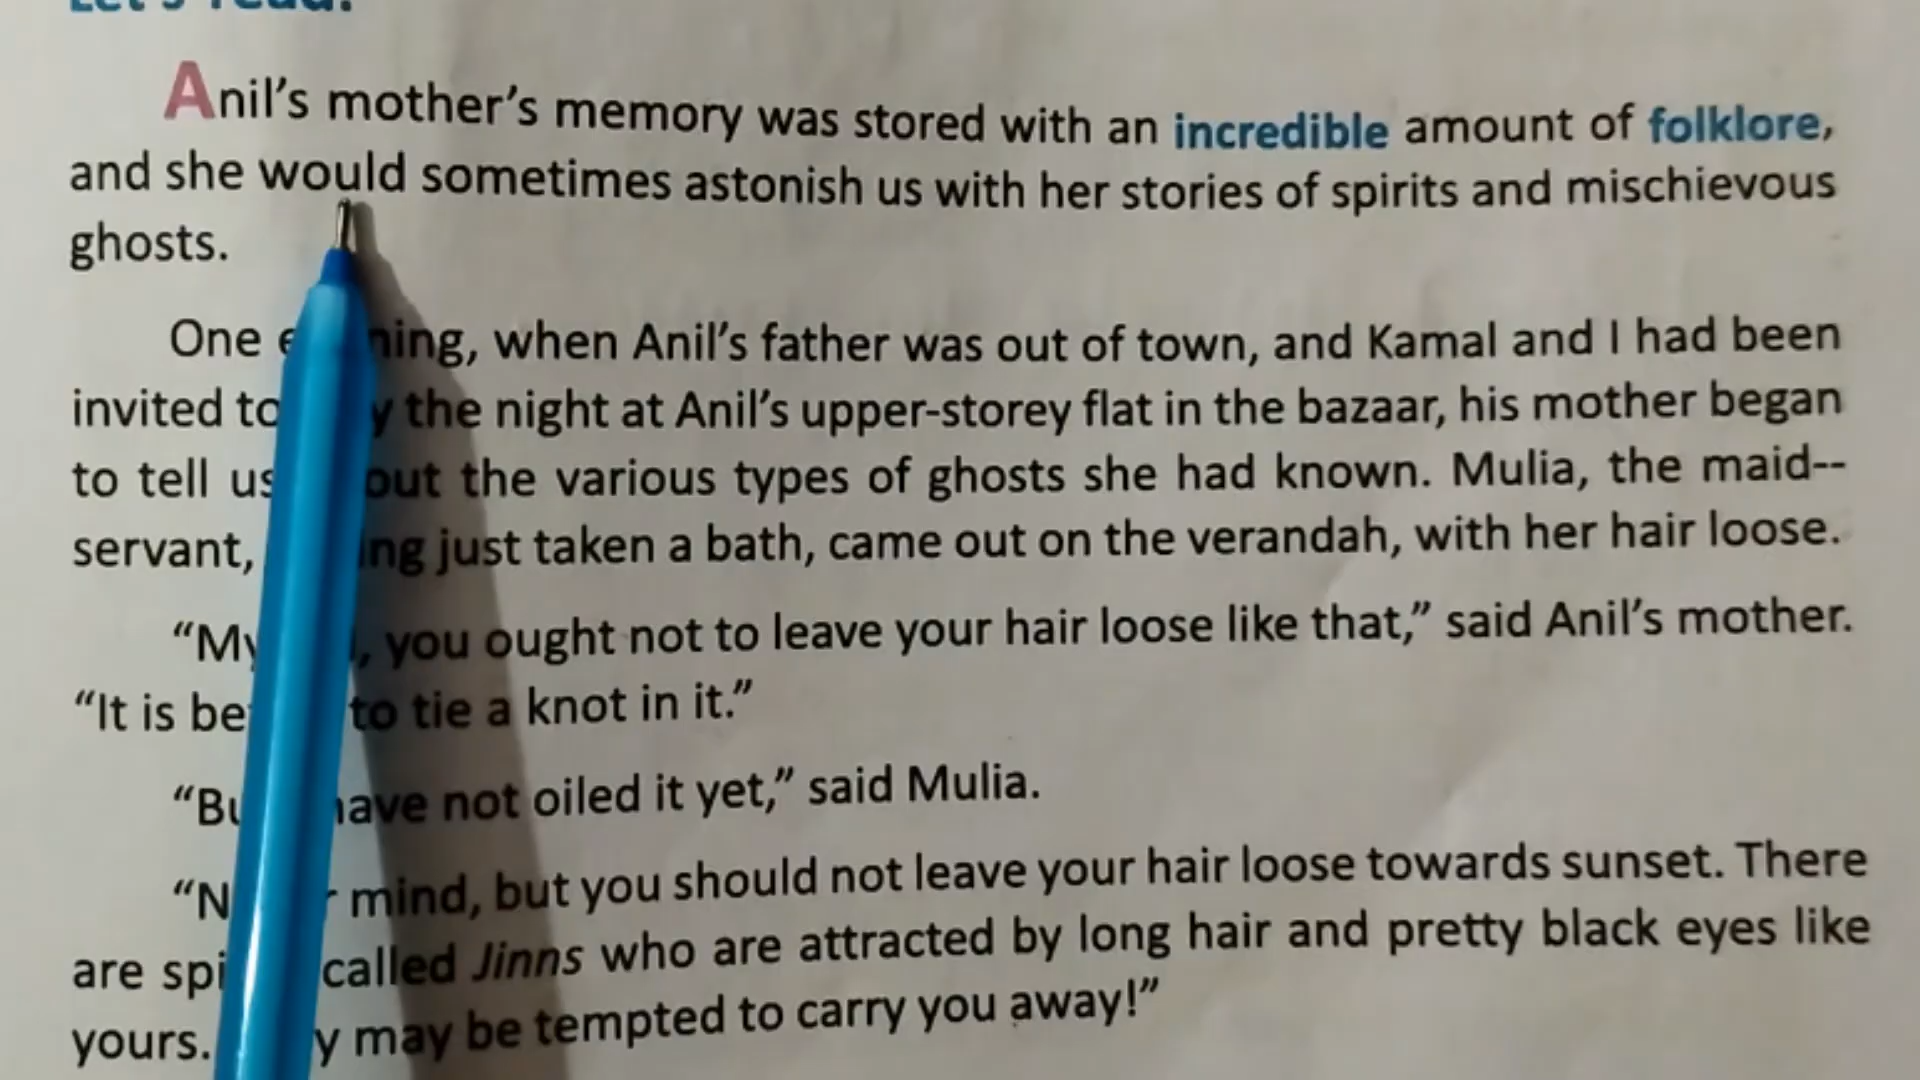 Let's read!
Anil's mother's memory was stored with an incredible amount of folklore,
and she would sometimes astonish us with her stories of spirits and mischievous
ghosts.
One ning, when Anil's father was out of town, and Kamal and I had been
invited to the night at Anil's upper-storey flat in the bazaar, his mother began
to tell us out the various types of ghosts she had known. Mulia, the maid--
servant, ing just taken a bath, came out on the verandah, with her hair loose.
"My , you ought not to leave your hair loose like that," said Anil's mother.
"It is be to tie a knot in it."
"Bu have not oiled it yet," said Mulia.
"N r mind, but you should not leave your hair loose towards sunset. There
are spi called Jinns who are attracted by long hair and pretty black eyes like
yours. y may be tempted to carry you away!"